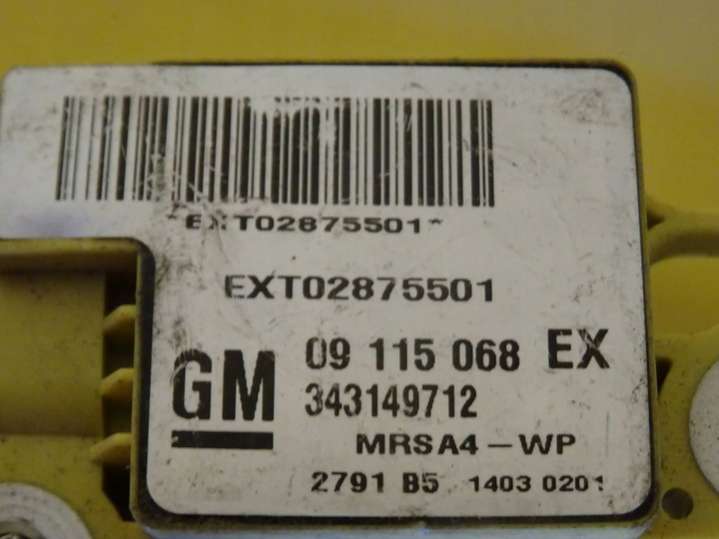 *EXT02875501*
EXT02875501
GM 09 115 068 EX
343149712
MRSA4-WP
2791 B5 1403 0201